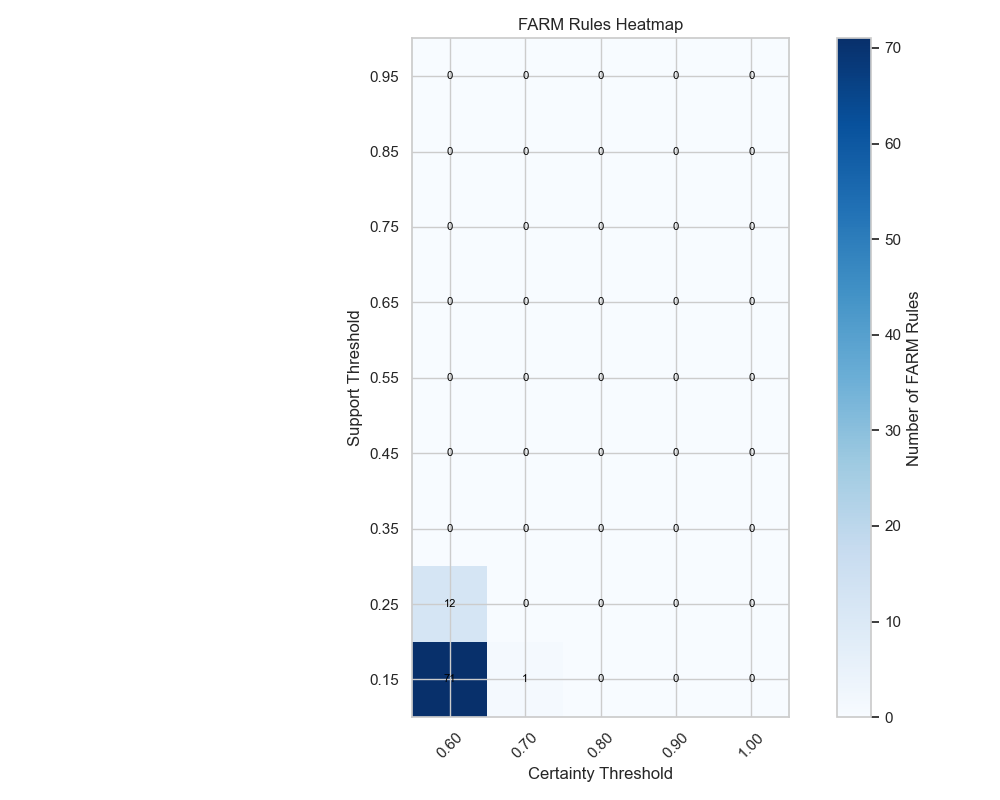 FARM Rules Heatmap
Support Threshold
0.95 0 0 0 0 0
0.85 0 0 0 0 0
0.75 0 0 0 0 0
0.65 0 0 0 0 0
0.55 0 0 0 0 0
0.45 0 0 0 0 0
0.35 0 0 0 0 0
0.25 12 0 0 0 0
0.15 71 1 0 0 0
0.60 0.70 0.80 0.90 1.00
Certainty Threshold
70
60
50
40
30
20
10
0
Number of FARM Rules